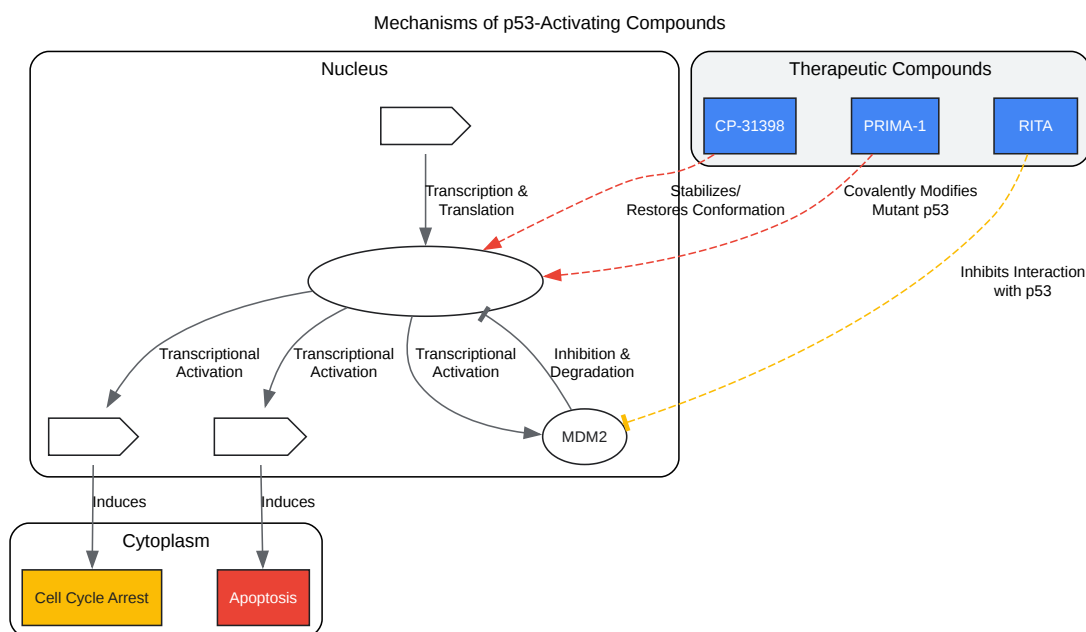 Mechanisms of p53-Activating Compounds
Nucleus
Therapeutic Compounds
CP-31398
PRIMA-1
RITA
Transcription &
Translation
Stabilizes/
Restores Conformation
Covalently Modifies
Mutant p53
Inhibits Interaction
with p53
Transcriptional
Activation
Transcriptional
Activation
Transcriptional
Activation
Inhibition &
Degradation
MDM2
Induces
Induces
Cytoplasm
Cell Cycle Arrest
Apoptosis